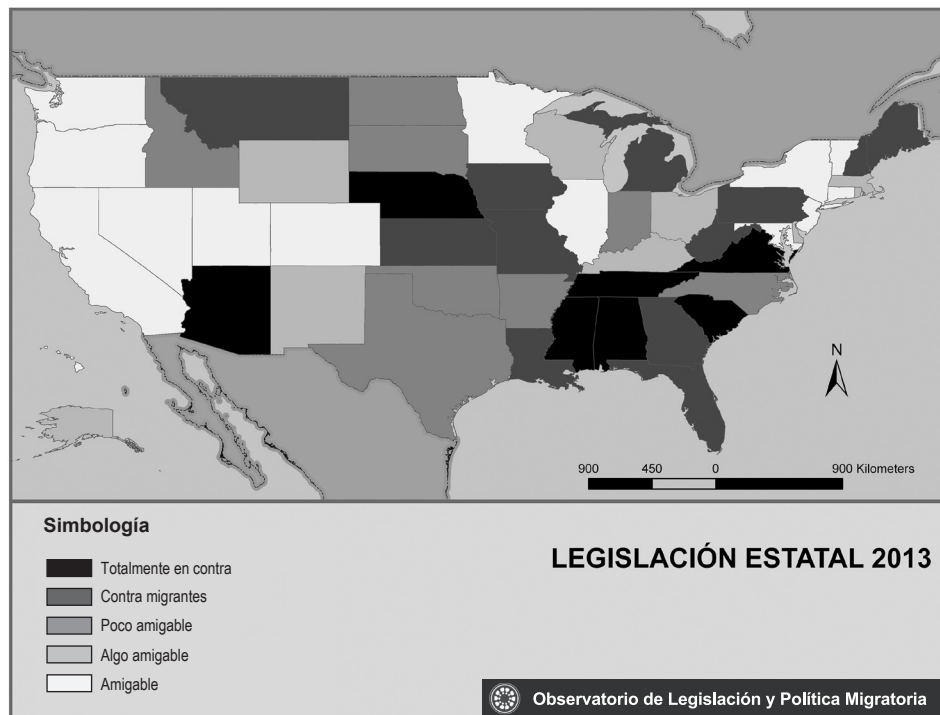 N
900 450 0 900 Kilometers
Simbología
Totalmente en contra
Contra migrantes
Poco amigable
Algo amigable
Amigable
LEGISLACIÓN ESTATAL 2013
Observatorio de Legislación y Política Migratoria